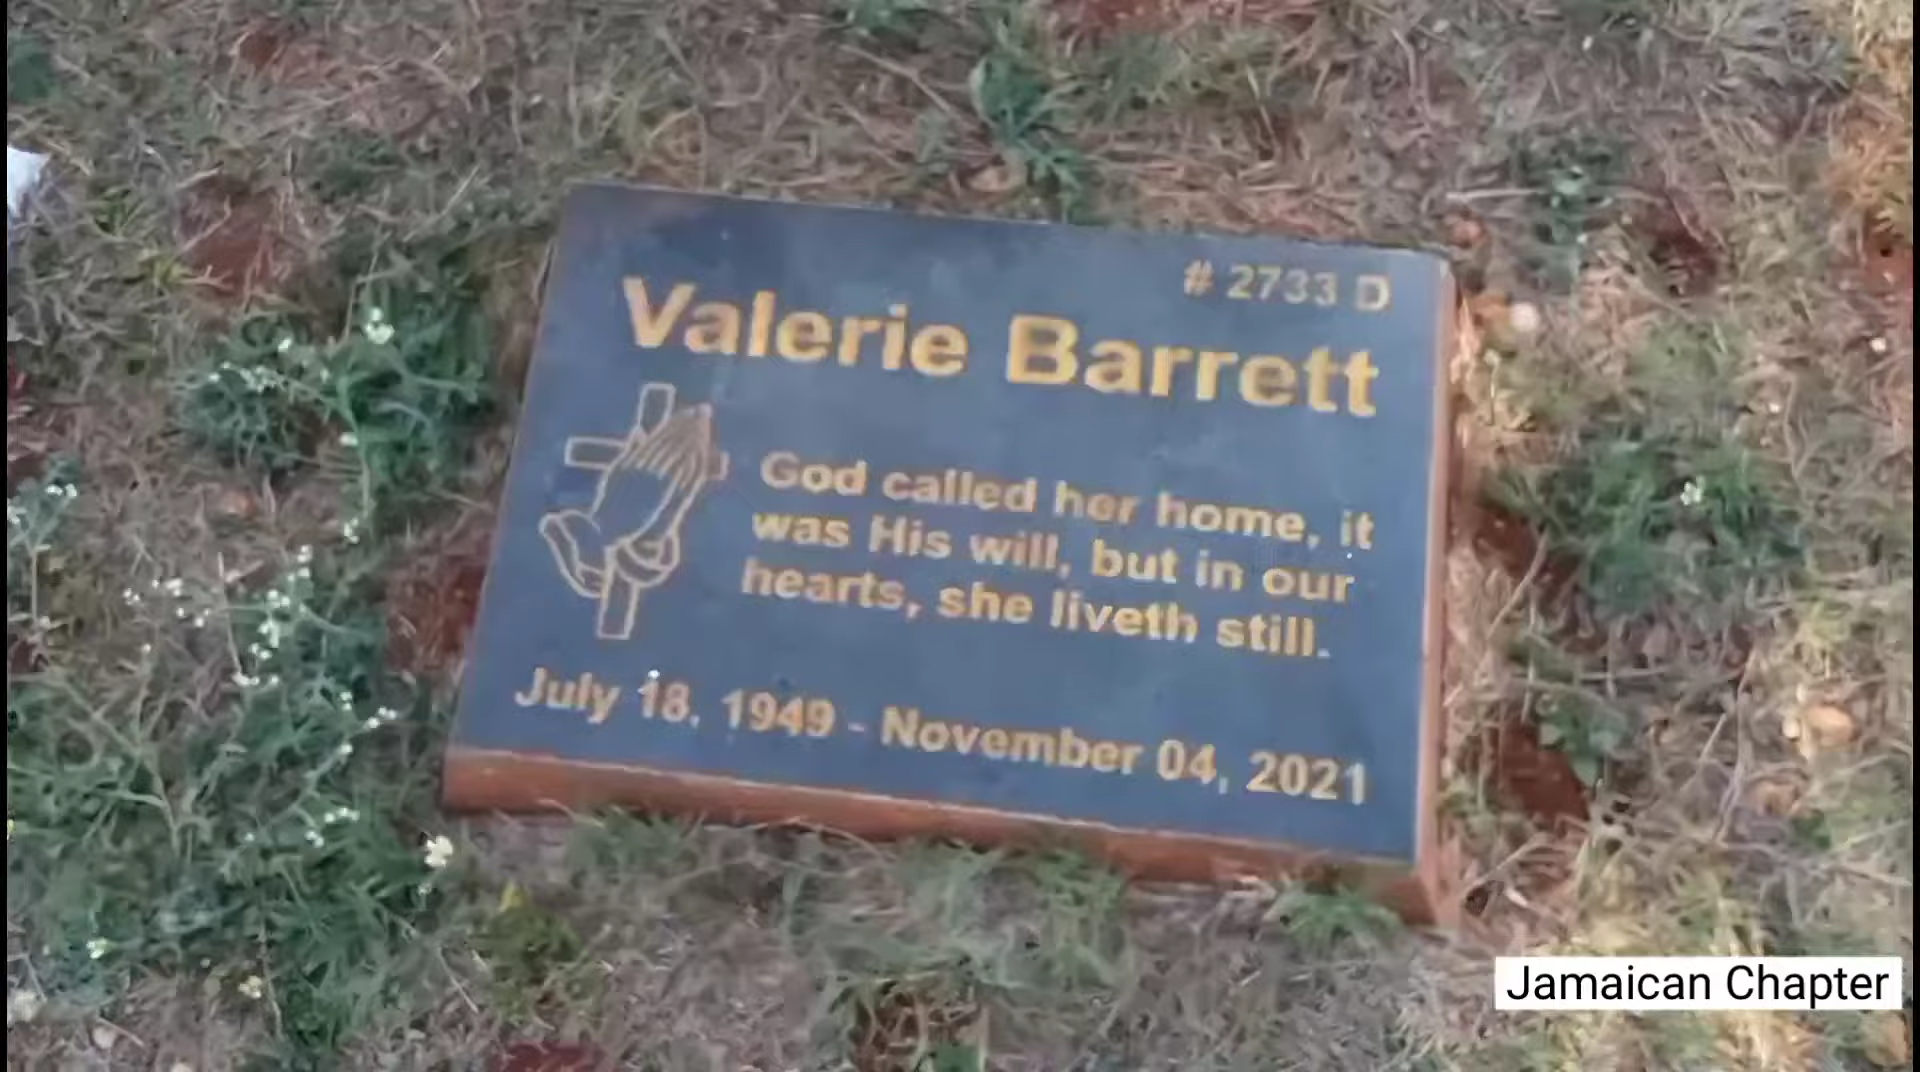 # 2733 D
Valerie Barrett
God called her home, it
was His will, but in our
hearts, she liveth still.
July 18, 1949 - November 04, 2021
Jamaican Chapter